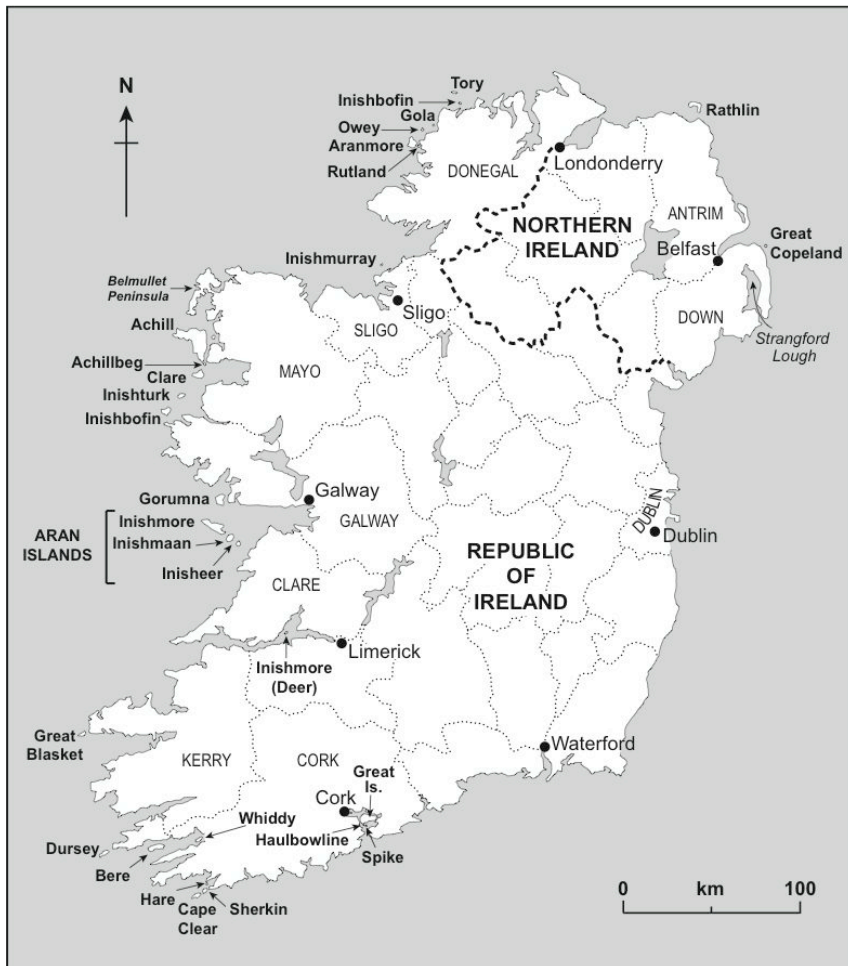 N
Tory
Inishbofin
Gola
Owey
Aranmore
Rutland
Rathlin
DONEGAL
Londonderry
ANTRIM
NORTHERN
IRELAND
Belfast
Great
Copeland
Inishmurray
Belmullet
Peninsula
Sligo
SLIGO
DOWN
Strangford
Lough
Achill
Achillbeg
Clare
MAYO
Inishturk
Inishbofin
Gorumna
Galway
GALWAY
ARAN
ISLANDS
Inishmore
Inishmaan
Inisheer
DUBLIN
Dublin
REPUBLIC
OF
IRELAND
CLARE
Limerick
Inishmore
(Deer)
Great
Blasket
KERRY
CORK
Waterford
Great
Is.
Cork
Whiddy
Haulbowline
Spike
Dursey
Bere
Hare
Cape
Clear
Sherkin
0 km 100